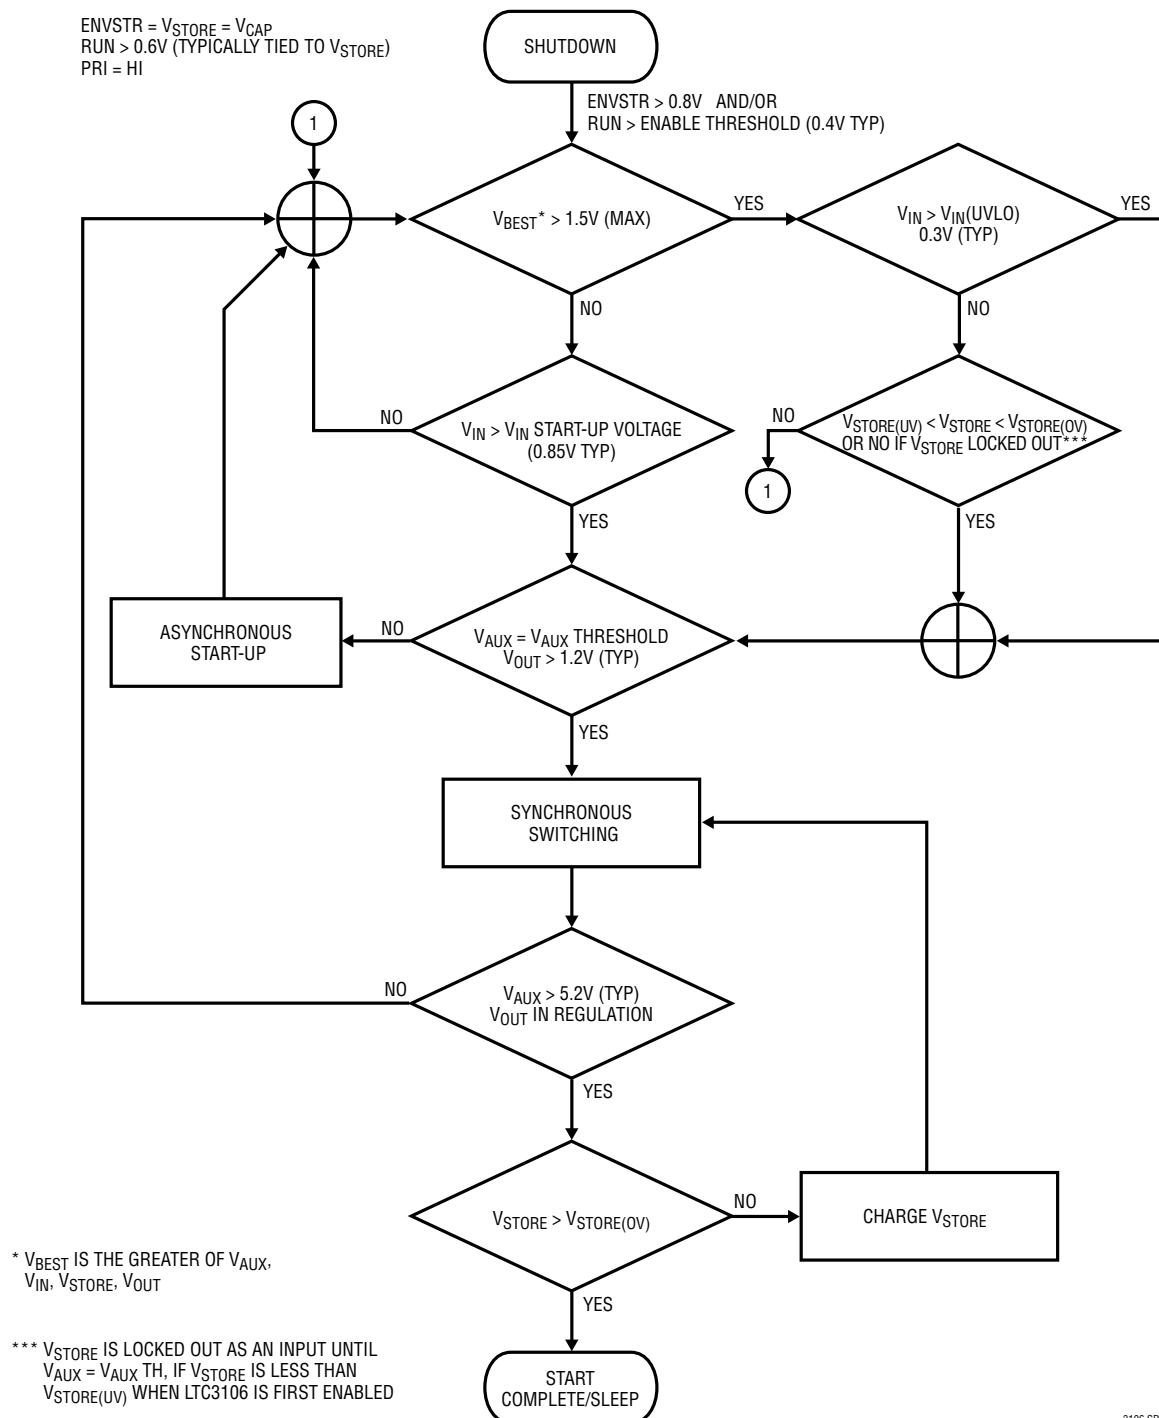 ENVSTR = VSTORE = VCAP
RUN > 0.6V (TYPICALLY TIED TO VSTORE)
PRI = HI
SHUTDOWN
ENVSTR > 0.8V AND/OR
RUN > ENABLE THRESHOLD (0.4V TYP)
1
VBEST* > 1.5V (MAX)
YES
VIN > VIN(UVLO)
0.3V (TYP)
YES
NO
NO
NO
VIN > VIN START-UP VOLTAGE
(0.85V TYP)
NO
VSTORE(UV) < VSTORE < VSTORE(OV)
OR NO IF VSTORE LOCKED OUT***
1
YES
YES
ASYNCHRONOUS
START-UP
NO
VAUX = VAUX THRESHOLD
VOUT > 1.2V (TYP)
YES
SYNCHRONOUS
SWITCHING
NO
VAUX > 5.2V (TYP)
VOUT IN REGULATION
YES
VSTORE > VSTORE(OV)
NO
CHARGE VSTORE
YES
START
COMPLETE/SLEEP
* VBEST IS THE GREATER OF VAUX,
VIN, VSTORE, VOUT
*** VSTORE IS LOCKED OUT AS AN INPUT UNTIL
VAUX = VAUX TH, IF VSTORE IS LESS THAN
VSTORE(UV) WHEN LTC3106 IS FIRST ENABLED